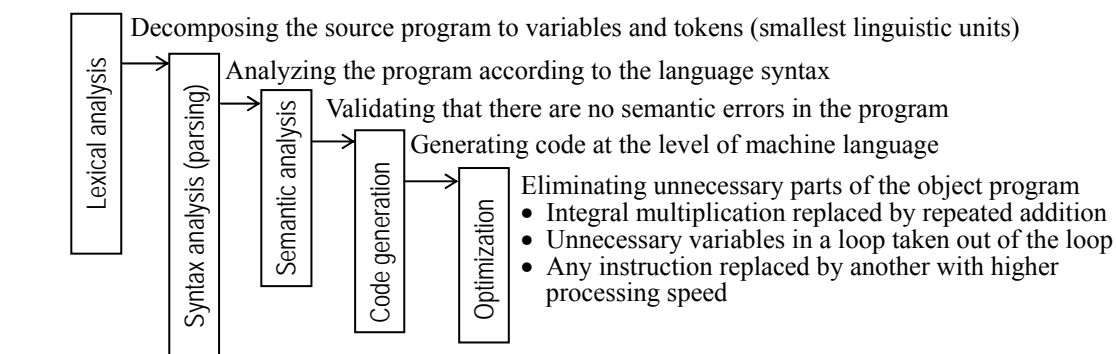 Lexical analysis
Decomposing the source program to variables and tokens (smallest linguistic units)
Syntax analysis (parsing)
Analyzing the program according to the language syntax
Semantic analysis
Validating that there are no semantic errors in the program
Code generation
Generating code at the level of machine language
Optimization
Eliminating unnecessary parts of the object program
• Integral multiplication replaced by repeated addition
• Unnecessary variables in a loop taken out of the loop
• Any instruction replaced by another with higher
processing speed